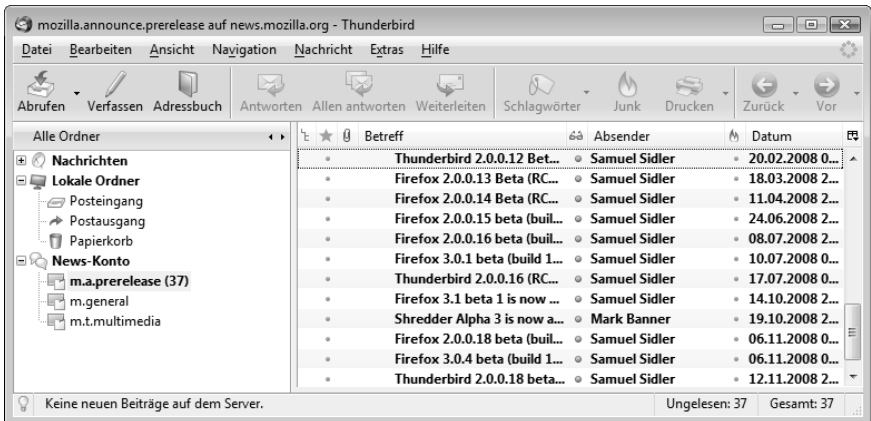 mozilla.announce.prerelease auf news.mozilla.org - Thunderbird
Datei Bearbeiten Ansicht Navigation Nachricht Extras Hilfe
Abrufen Verfassen Adressbuch Antworten Allen antworten Weiterleiten Schlagwörter Junk Drucken Zurück Vor
Alle Ordner
Betreff Absender Datum
Nachrichten
Lokale Ordner
Posteingang
Postausgang
Papierkorb
News-Konto
m.a.prerelease (37)
m.general
m.t.multimedia
Thunderbird 2.0.0.12 Bet... Samuel Sidler 20.02.2008 0...
Firefox 2.0.0.13 Beta (RC... Samuel Sidler 18.03.2008 2...
Firefox 2.0.0.14 Beta (RC... Samuel Sidler 11.04.2008 2...
Firefox 2.0.0.15 beta (buil... Samuel Sidler 24.06.2008 2...
Firefox 2.0.0.16 beta (buil... Samuel Sidler 08.07.2008 2...
Firefox 3.0.1 beta (build 1... Samuel Sidler 10.07.2008 0...
Thunderbird 2.0.0.16 (RC... Samuel Sidler 17.07.2008 0...
Firefox 3.1 beta 1 is now ... Samuel Sidler 14.10.2008 2...
Shredder Alpha 3 is now a... Mark Banner 19.10.2008 2...
Firefox 2.0.0.18 beta (buil... Samuel Sidler 06.11.2008 0...
Firefox 3.0.4 beta (build 1... Samuel Sidler 06.11.2008 0...
Thunderbird 2.0.0.18 beta... Samuel Sidler 12.11.2008 2...
Keine neuen Beiträge auf dem Server. Ungelesen: 37 Gesamt: 37